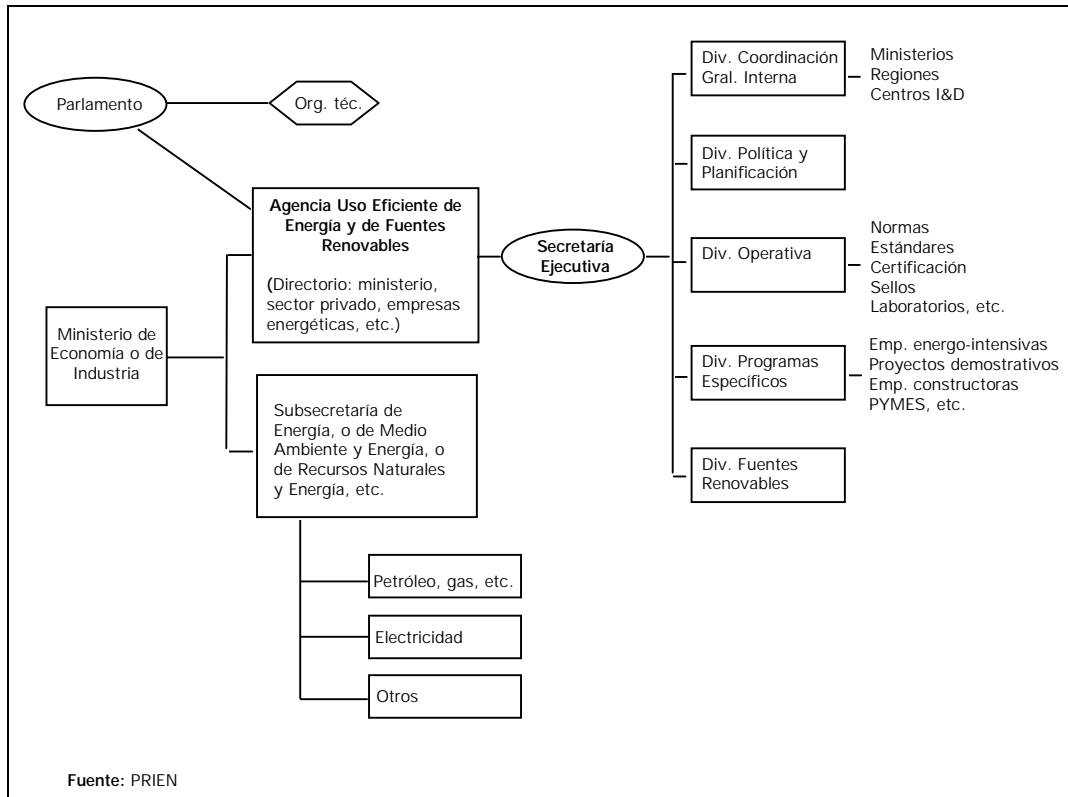 Parlamento
Org. téc.
Agencia Uso Eficiente de
Energía y de Fuentes
Renovables
(Directorio: ministerio,
sector privado, empresas
energéticas, etc.)
Ministerio de
Economía o de
Industria
Subsecretaría de
Energía, o de Medio
Ambiente y Energía, o
de Recursos Naturales
y Energía, etc.
Petróleo, gas, etc.
Electricidad
Otros
Secretaría
Ejecutiva
Div. Coordinación
Gral. Interna
Ministerios
Regiones
Centros I&D
Div. Política y
Planificación
Div. Operativa
Normas
Estándares
Certificación
Sellos
Laboratorios, etc.
Div. Programas
Específicos
Emp. energo-intensivas
Proyectos demostrativos
Emp. constructoras
PYMES, etc.
Div. Fuentes
Renovables
Fuente: PRIEN